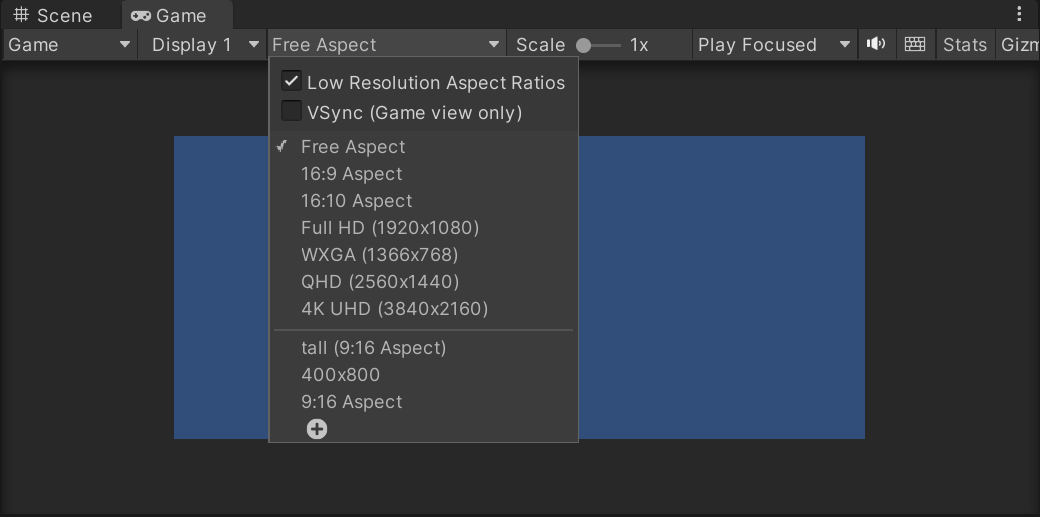 Scene Game
Game Display 1 Free Aspect Scale 1x Play Focused Stats Gizm
Low Resolution Aspect Ratios
VSync (Game view only)
Free Aspect
16:9 Aspect
16:10 Aspect
Full HD (1920x1080)
WXGA (1366x768)
QHD (2560x1440)
4K UHD (3840x2160)
tall (9:16 Aspect)
400x800
9:16 Aspect